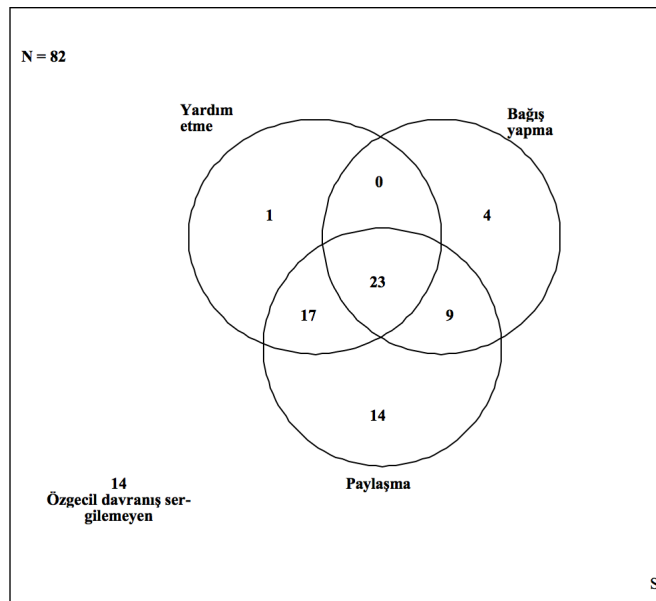 N = 82
Yardım
etme
Bağış
yapma
0
1
4
23
17
9
14
14
Özgecil davranış ser-
gilemeyen
Paylaşma
S